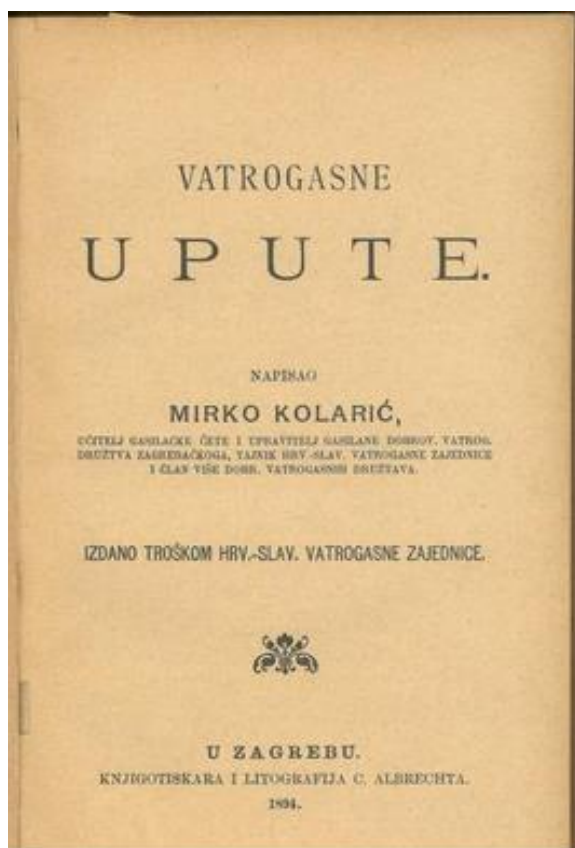 VATROGASNE
UPUTE.
NAPISAO
MIRKO KOLARIĆ,
UČITELJ GASILAČKE ČETE I UPRAVITELJ GASILANE DOBROV. VATROG.
DRUŽTVA ZAGREBAČKOGA, TAJNIK HRV.-SLAV. VATROGASNE ZAJEDNICE
I ČLAN VIŠE DOBR. VATROGASNIH DRUŽTAVA.
IZDANO TROŠKOM HRV.-SLAV. VATROGASNE ZAJEDNICE.
U ZAGREBU.
KNJIGOTISKARA I LITOGRAFIJA C. ALBRECHTA.
1894.